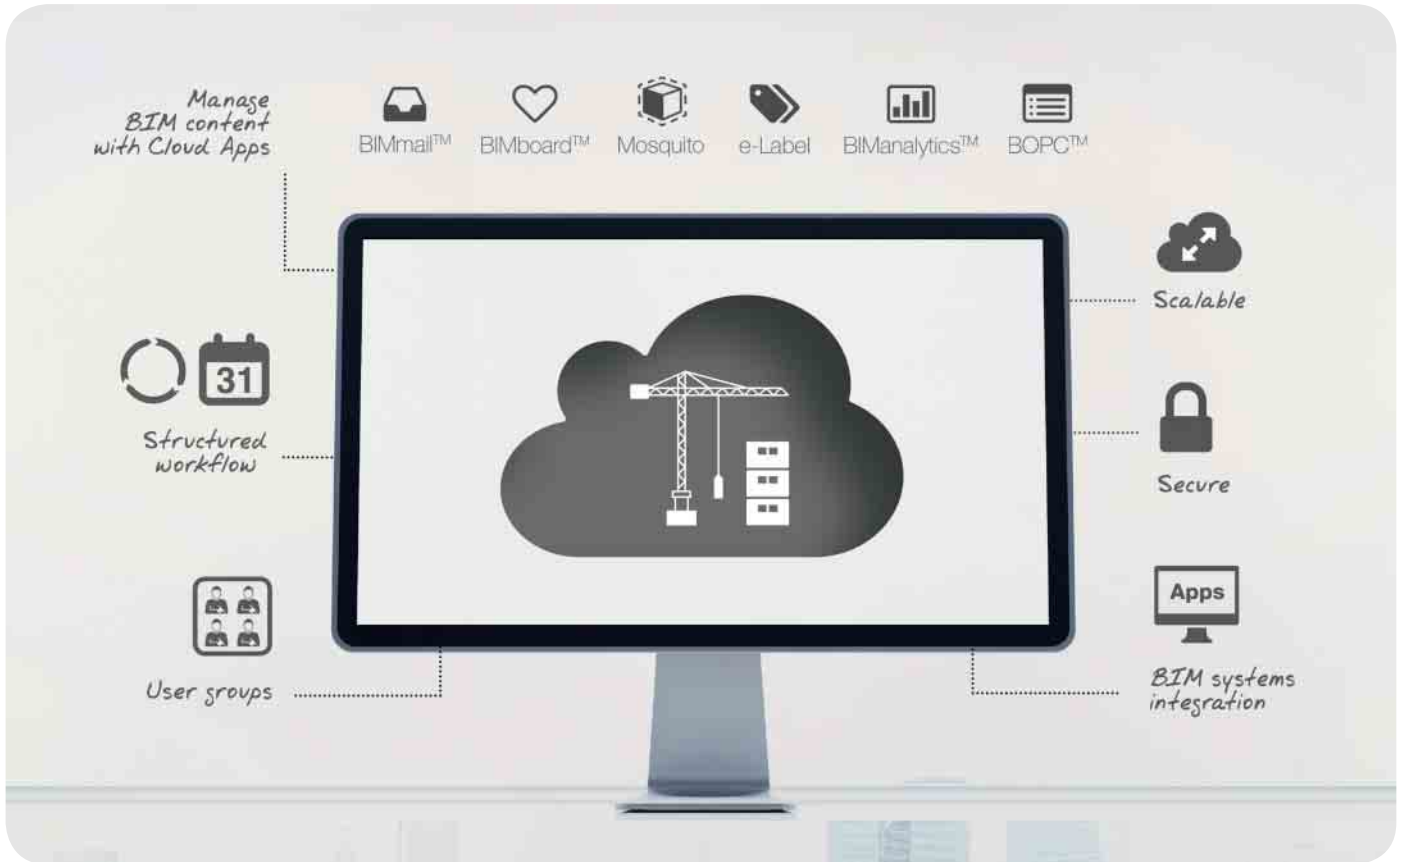 Manage
BIM content
with Cloud Apps
BIMmail™
BIMboard™
Mosquito
e-Label
BIManalytics™
BOPC™
Scalable
31
Structured
workflow
Secure
Apps
User groups
BIM systems
integration